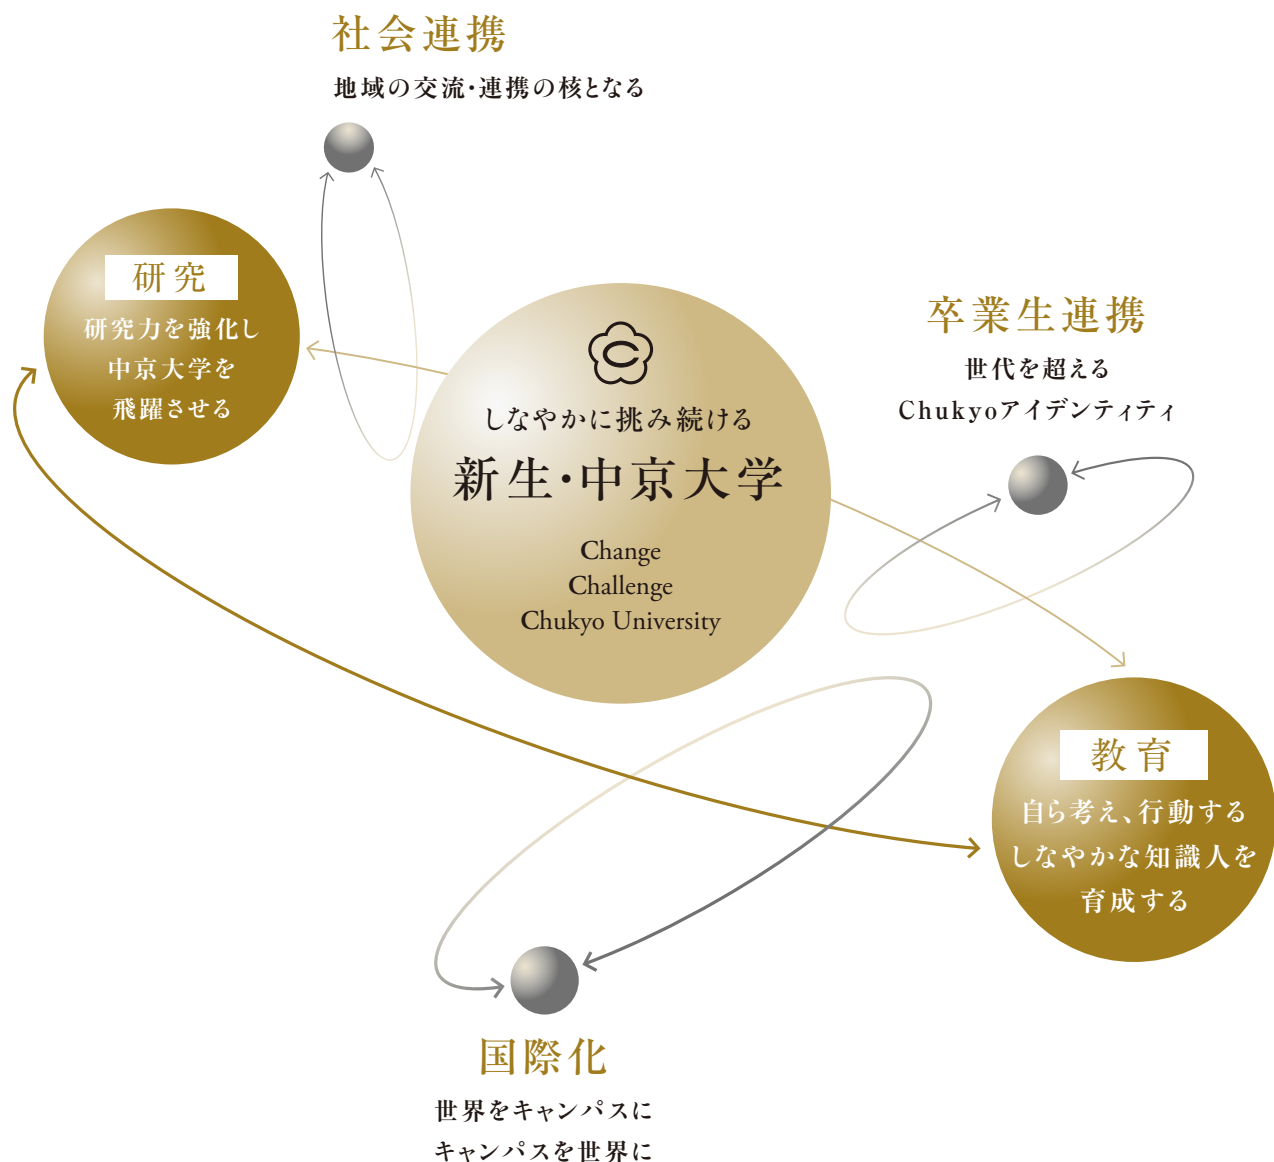 社会連携
地域の交流・連携の核となる
研究
研究力を強化し
中京大学を
飛躍させる
しなやかに挑み続ける
新生・中京大学
Change
Challenge
Chukyo University
卒業生連携
世代を超える
Chukyoアイデンティティ
教育
自ら考え、行動する
しなやかな知識人を
育成する
国際化
世界をキャンパスに
キャンパスを世界に